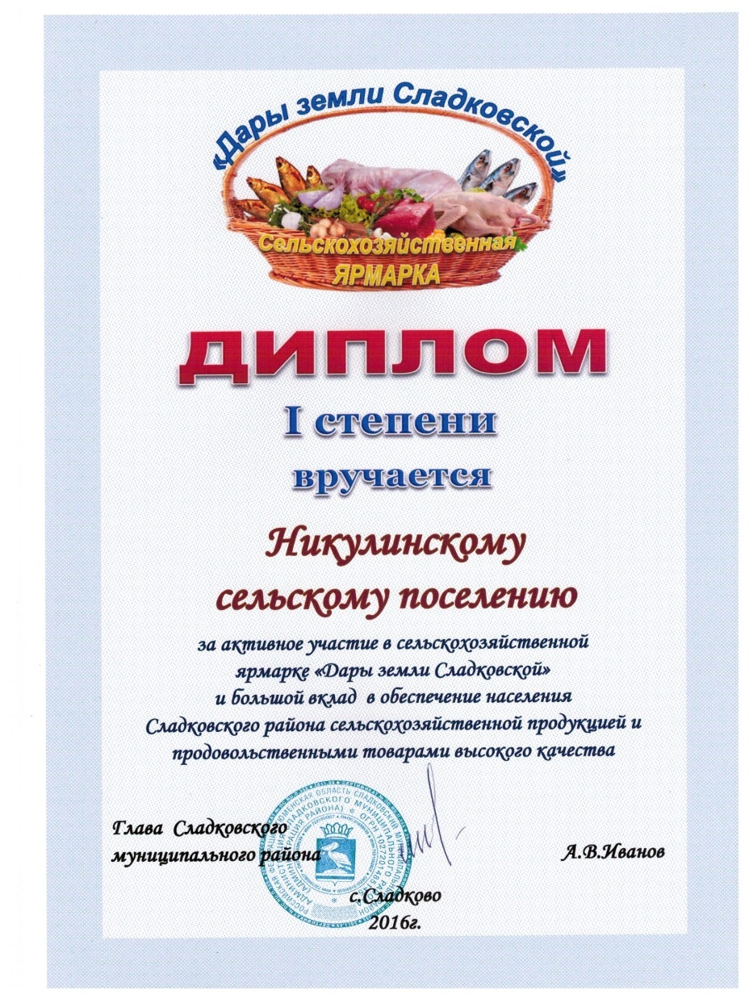 «Дары земли Сладковской»
Сельскохозяйственная
ЯРМАРКА
ДИПЛОМ
I степени
вручается
Никулинскому
сельскому поселению
за активное участие в сельскохозяйственной
ярмарке «Дары земли Сладковской»
и большой вклад в обеспечение населения
Сладковского района сельскохозяйственной продукцией и
продовольственными товарами высокого качества
Глава Сладковского
муниципального района
А.В.Иванов
с.Сладково
2016г.